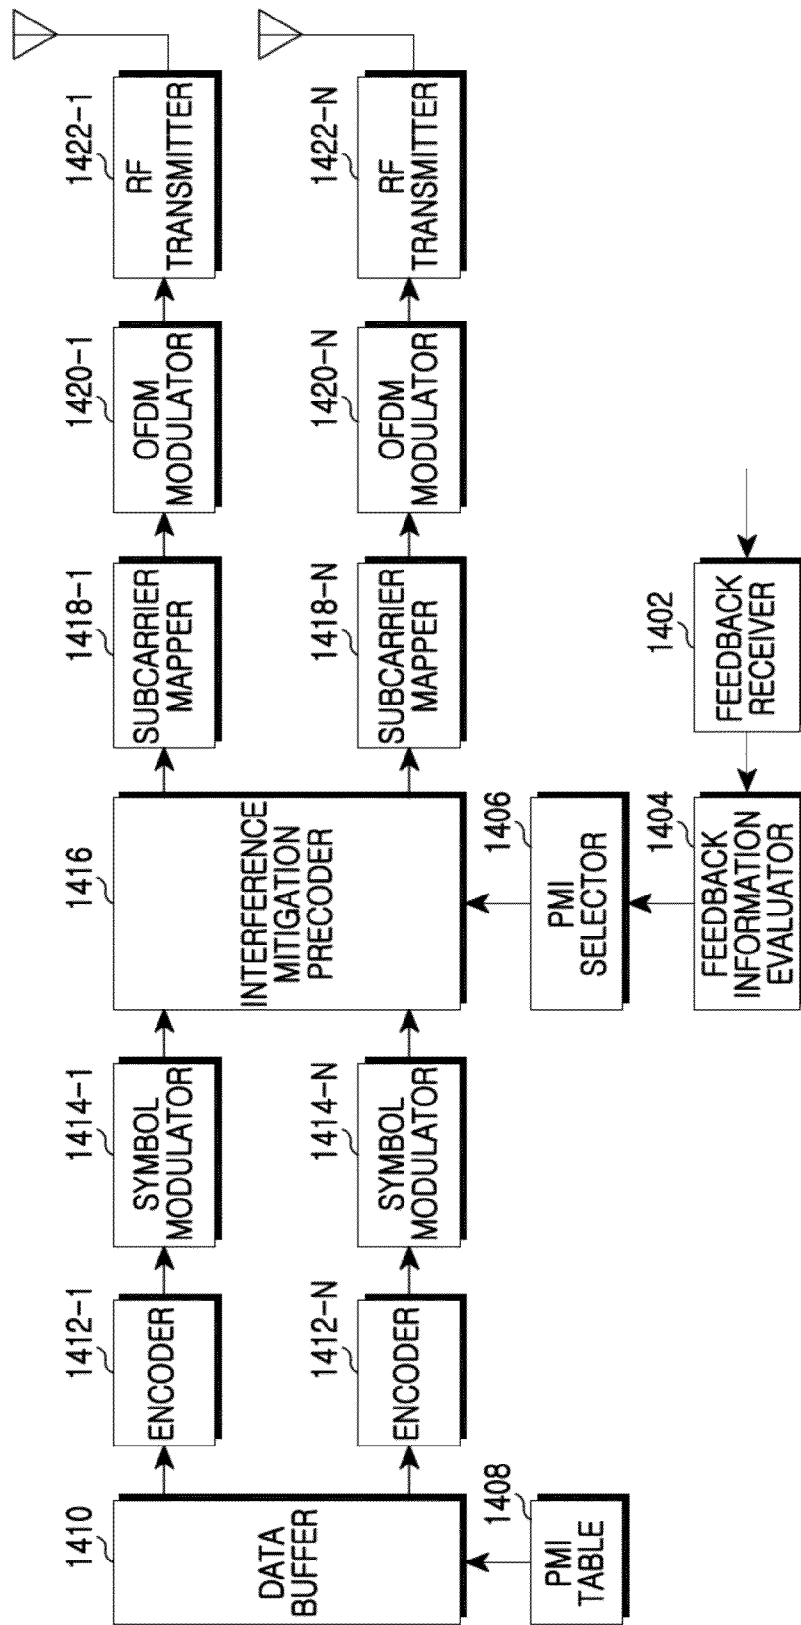 1410
DATA
BUFFER
1412-1
ENCODER
1414-1
SYMBOL
MODULATOR
1416
INTERFERENCE
MITIGATION
PRECODER
1418-1
SUBCARRIER
MAPPER
1420-1
OFDM
MODULATOR
1422-1
RF
TRANSMITTER
1412-N
ENCODER
1414-N
SYMBOL
MODULATOR
1418-N
SUBCARRIER
MAPPER
1420-N
OFDM
MODULATOR
1422-N
RF
TRANSMITTER
1408
PMI
TABLE
1406
PMI
SELECTOR
1404
FEEDBACK
INFORMATION
EVALUATOR
1402
FEEDBACK
RECEIVER